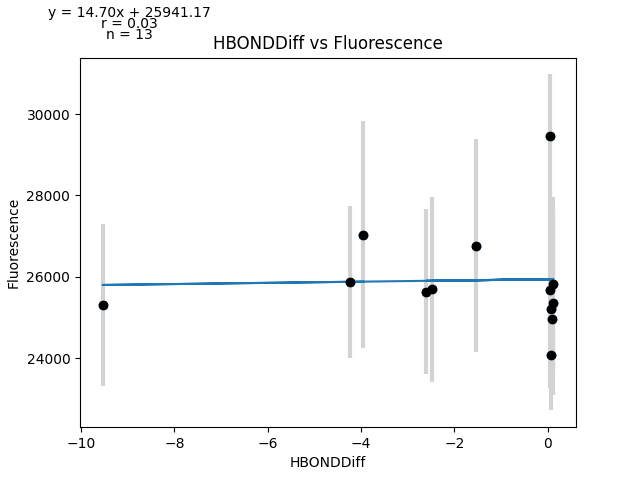 y = 14.70x + 25941.17
r = 0.03
n = 13
HBONDDiff vs Fluorescence
30000
28000
26000
24000
Fluorescence
−10 −8 −6 −4 −2 0
HBONDDiff